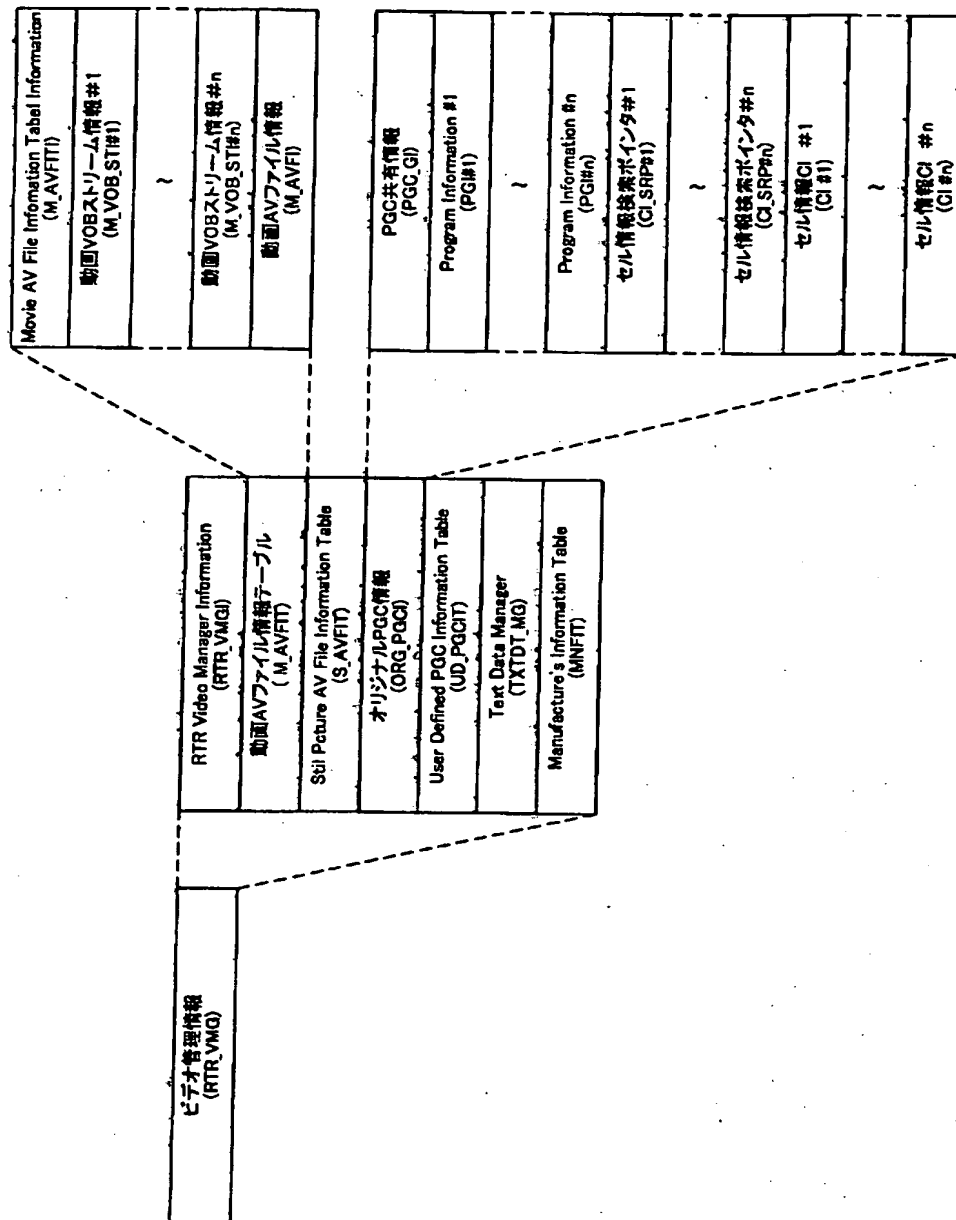 ビデオ管理情報
(RTR_VMG)
RTR Video Manager Information
(RTR_VMGI)
動画AVファイル情報テーブル
( M_AVFIT)
Stil Pcture AV File Information Table
(S_AVFIT)
オリジナルPGC情報
(ORG_PGCI)
User Defined PGC Information Table
(UD_PGCIT)
Text Data Manager
(TXTDT_MG)
Manufacture's Information Table
(MNFIT)
Movie AV File Infomation Tabel Information
(M_AVFITI)
動画VOBストリーム情報#1
(M_VOB_STI#1)
~
動画VOBストリーム情報#n
(M_VOB_STI#n)
動画AVファイル情報
(M_AVFI)
PGC共有情報
(PGC_GI)
Program Information #1
(PGI#1)
~
Program Information #n
(PGI#n)
セル情報検索ポインタ#1
(CI_SRP#1)
~
セル情報検索ポインタ#n
(CI_SRP#n)
セル情報CI #1
(CI #1)
~
セル情報CI #n
(CI #n)